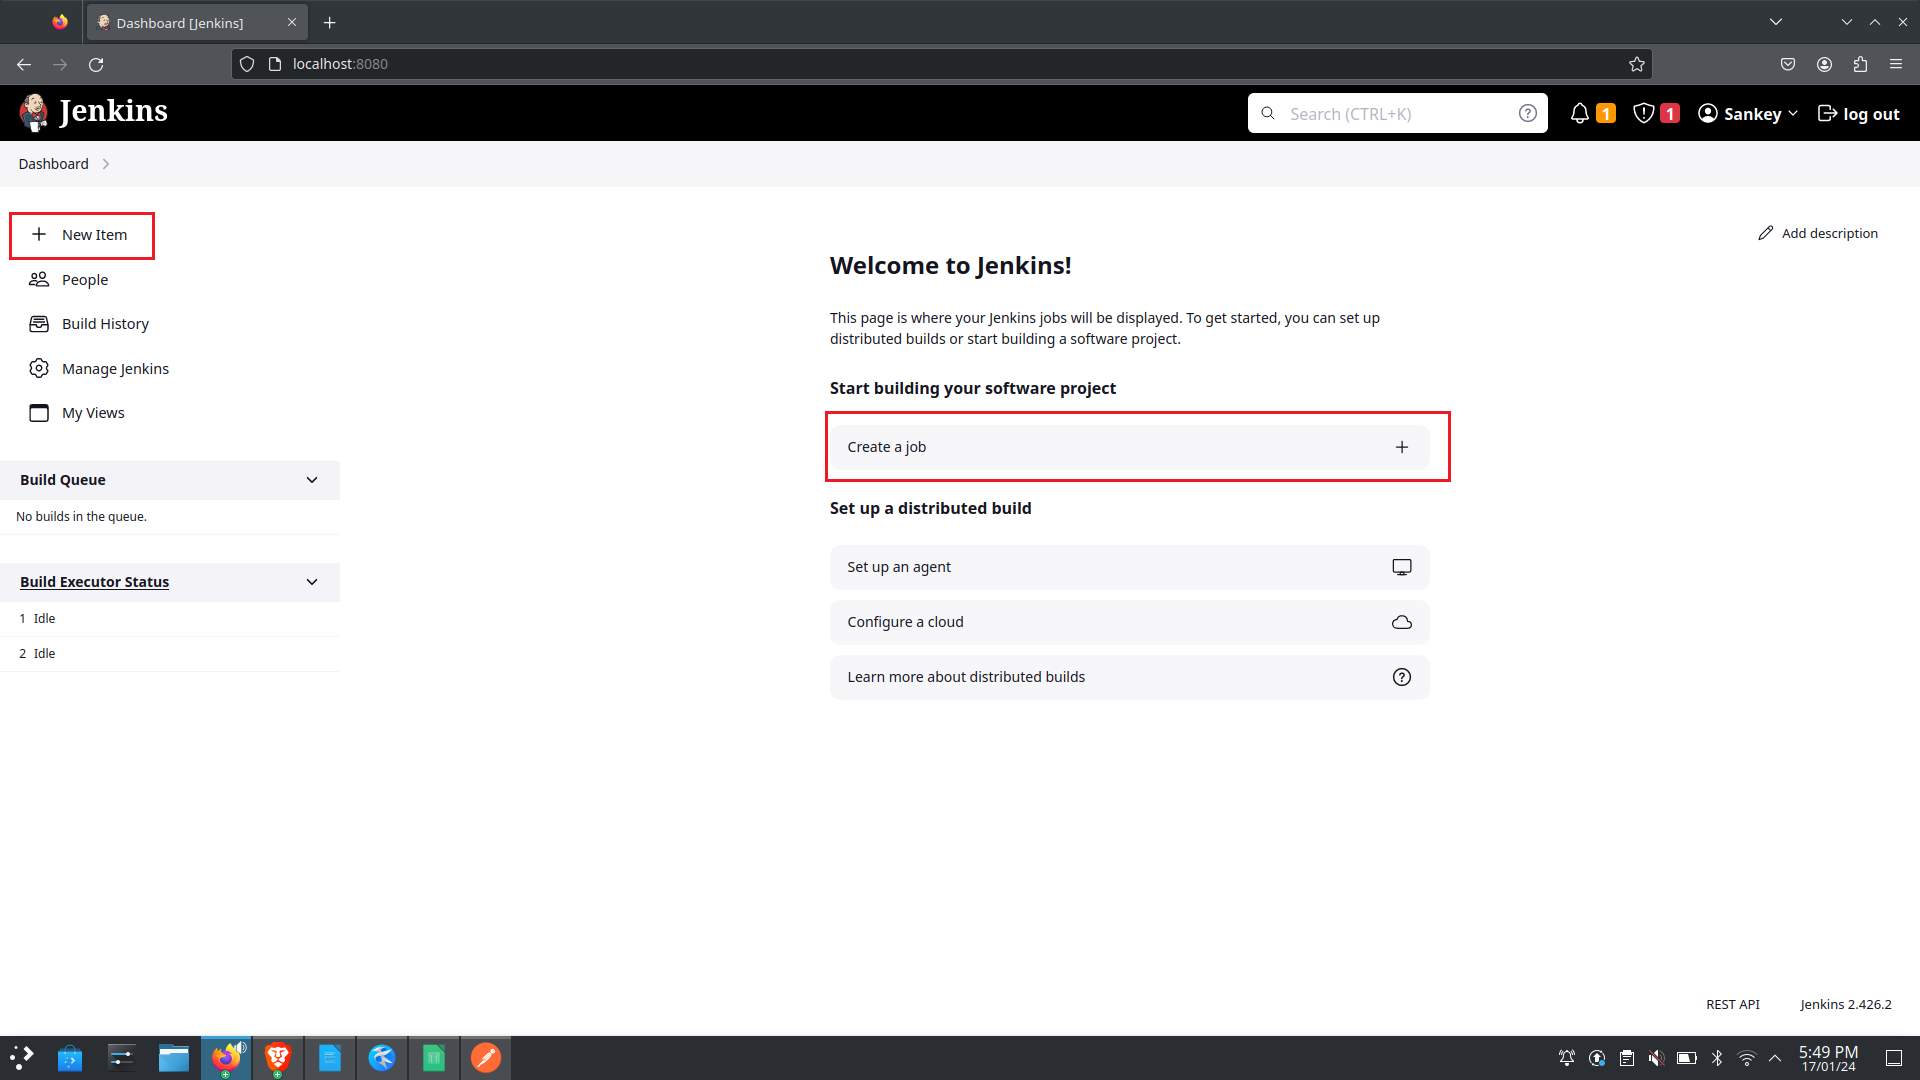 Dashboard [Jenkins]
localhost:8080
Jenkins
Search (CTRL+K)
1
1
Sankey
log out
Dashboard
New Item
People
Build History
Manage Jenkins
My Views
Build Queue
No builds in the queue.
Build Executor Status
1 Idle
2 Idle
Add description
Welcome to Jenkins!
This page is where your Jenkins jobs will be displayed. To get started, you can set up
distributed builds or start building a software project.
Start building your software project
Create a job
Set up a distributed build
Set up an agent
Configure a cloud
Learn more about distributed builds
REST API
Jenkins 2.426.2
5:49 PM
17/01/24